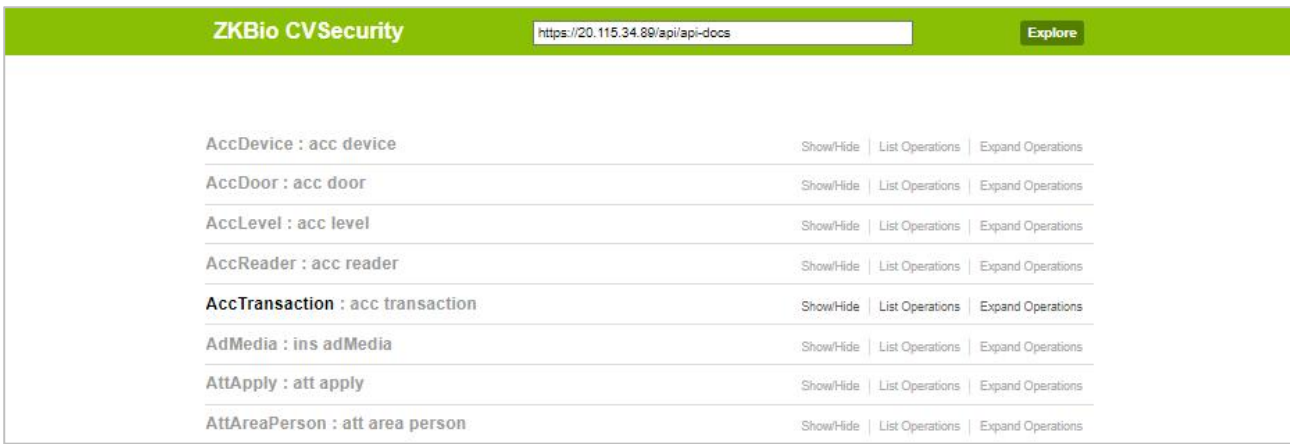 ZKBio CVSecurity https://20.115.34.89/api/api-docs Explore
AccDevice : acc device Show/Hide List Operations Expand Operations
AccDoor : acc door Show/Hide List Operations Expand Operations
AccLevel : acc level Show/Hide List Operations Expand Operations
AccReader : acc reader Show/Hide List Operations Expand Operations
AccTransaction : acc transaction Show/Hide List Operations Expand Operations
AdMedia : ins adMedia Show/Hide List Operations Expand Operations
AttApply : att apply Show/Hide List Operations Expand Operations
AttAreaPerson : att area person Show/Hide List Operations Expand Operations